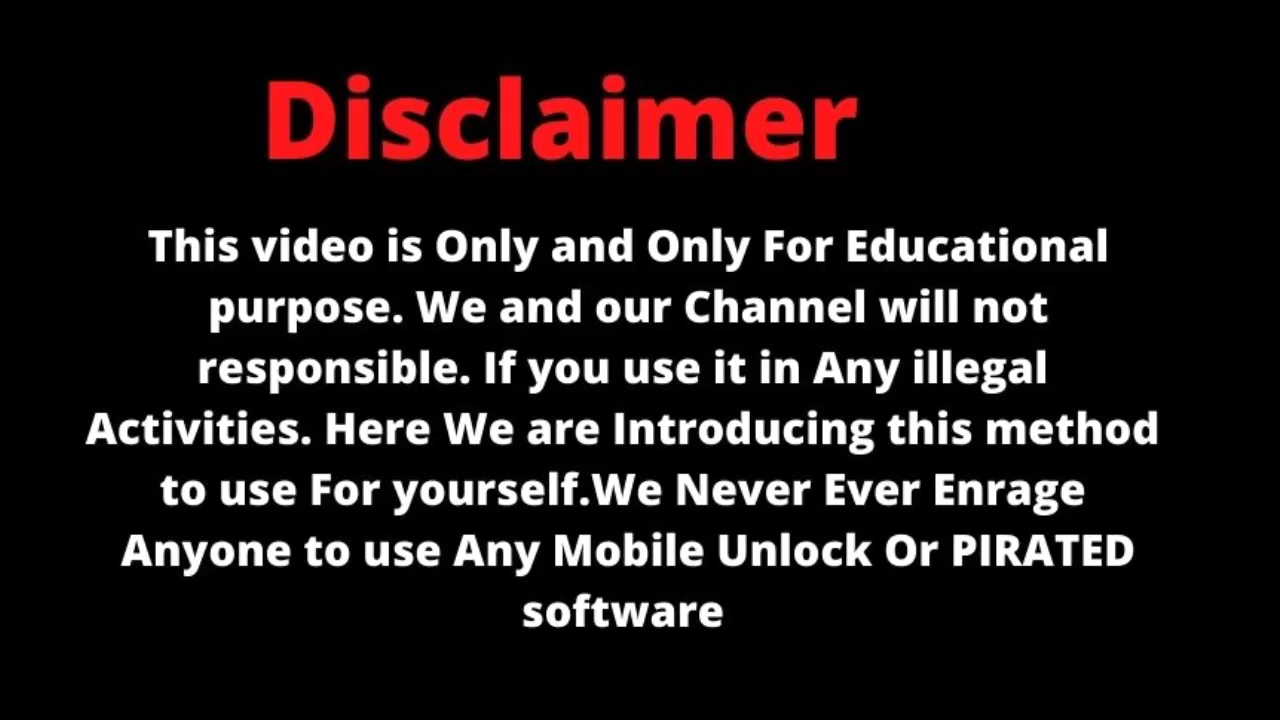 Disclaimer
This video is Only and Only For Educational
purpose. We and our Channel will not
responsible. If you use it in Any illegal
Activities. Here We are Introducing this method
to use For yourself.We Never Ever Enrage
Anyone to use Any Mobile Unlock Or PIRATED
software